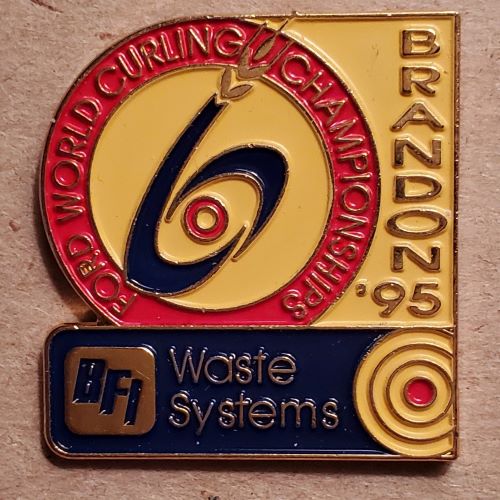 FORD WORLD CURLING CHAMPIONSHIPS
BRANDON '95
BFI
Waste
Systems